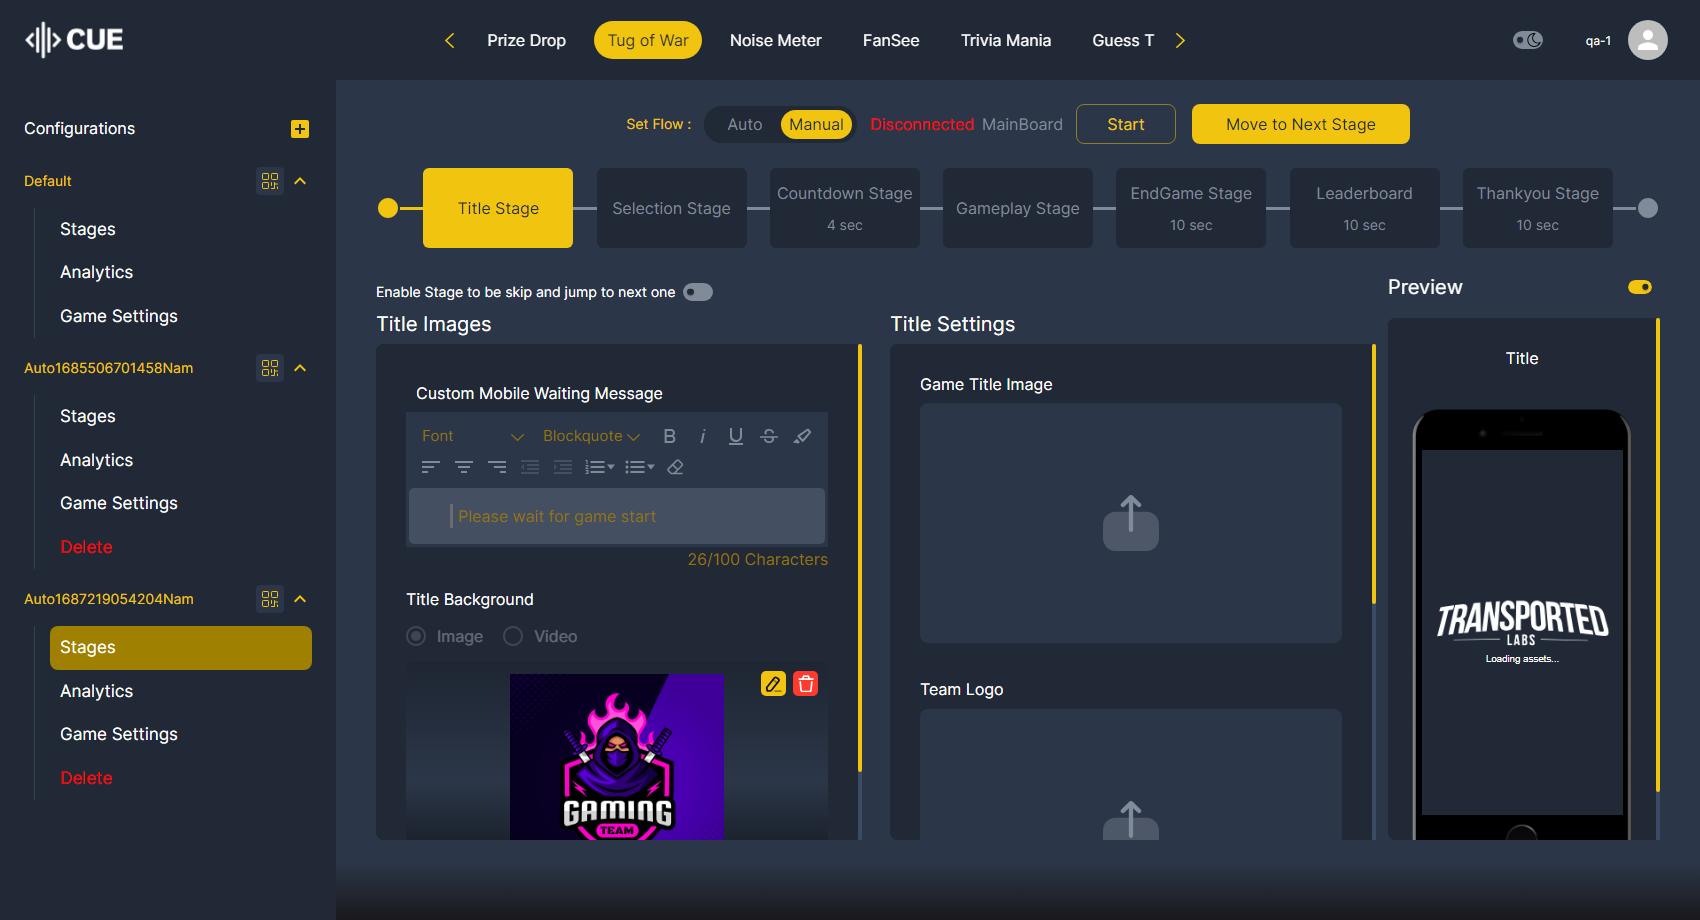 CUE
Prize Drop
Tug of War
Noise Meter
FanSee
Trivia Mania
Guess T
qa-1
Configurations
Default
Stages
Analytics
Game Settings
Auto1685506701458Nam
Stages
Analytics
Game Settings
Delete
Auto1687219054204Nam
Stages
Analytics
Game Settings
Delete
Set Flow :
Auto
Manual
Disconnected MainBoard
Start
Move to Next Stage
Title Stage
Selection Stage
Countdown Stage
4 sec
Gameplay Stage
EndGame Stage
10 sec
Leaderboard
10 sec
Thankyou Stage
10 sec
Enable Stage to be skip and jump to next one
Title Images
Custom Mobile Waiting Message
Font
Blockquote
B
i
U
S
Please wait for game start
26/100 Characters
Title Background
Image
Video
GAMING
TEAM
Title Settings
Game Title Image
Team Logo
Preview
Title
TRANSPORTED
LABS
Loading assets...